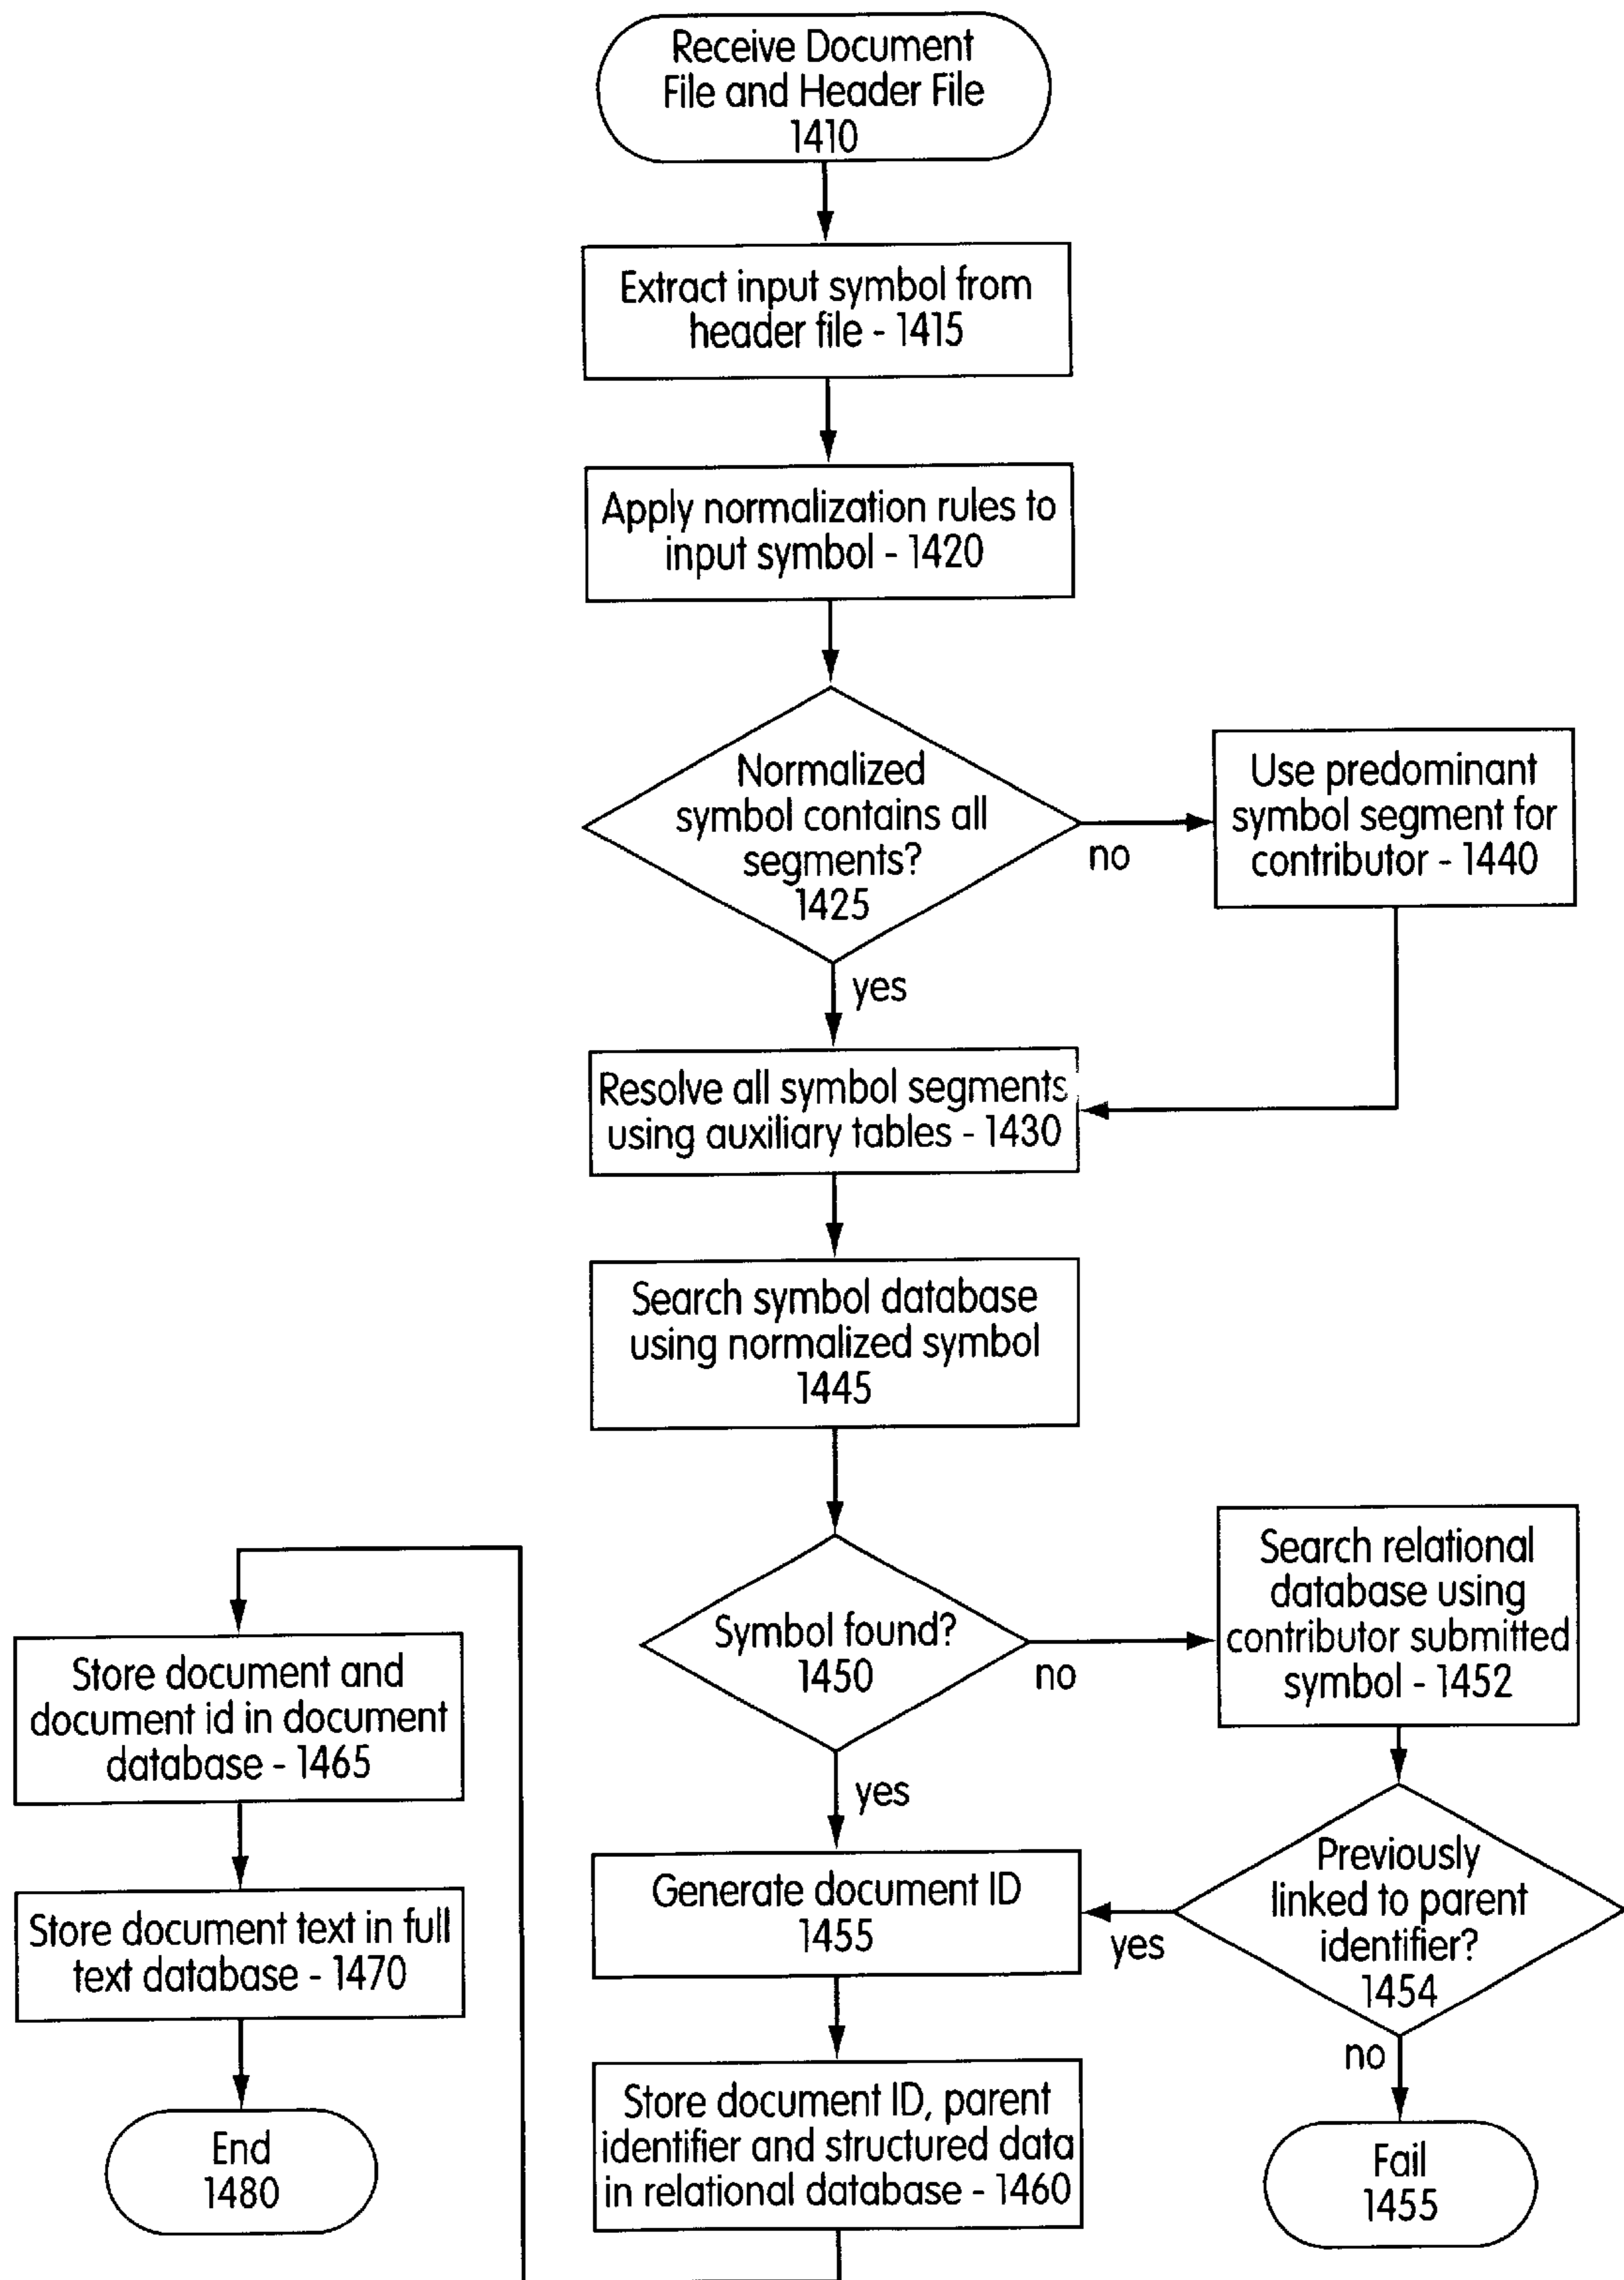 Receive Document
File and Header File
1410
Extract input symbol from
header file - 1415
Apply normalization rules to
input symbol - 1420
Normalized
symbol contains all
segments?
1425
no
Use predominant
symbol segment for
contributor - 1440
yes
Resolve all symbol segments
using auxiliary tables - 1430
Search symbol database
using normalized symbol
1445
Symbol found?
1450
no
Search relational
database using
contributor submitted
symbol - 1452
yes
Previously
linked to parent
identifier?
1454
yes
no
Fail
1455
Generate document ID
1455
Store document ID, parent
identifier and structured data
in relational database - 1460
Store document and
document id in document
database - 1465
Store document text in full
text database - 1470
End
1480